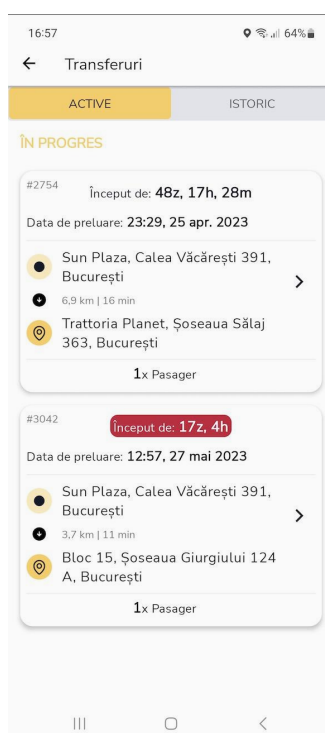 16:57
64%
Transferuri
ACTIVE
ISTORIC
ÎN PROGRES
#2754
Început de: 48z, 17h, 28m
Data de preluare: 23:29, 25 apr. 2023
Sun Plaza, Calea Văcărești 391,
București
6,9 km | 16 min
Trattoria Planet, Șoseaua Sălaj
363, București
1x Pasager
#3042
Început de: 17z, 4h
Data de preluare: 12:57, 27 mai 2023
Sun Plaza, Calea Văcărești 391,
București
3,7 km | 11 min
Bloc 15, Șoseaua Giurgiului 124
A, București
1x Pasager